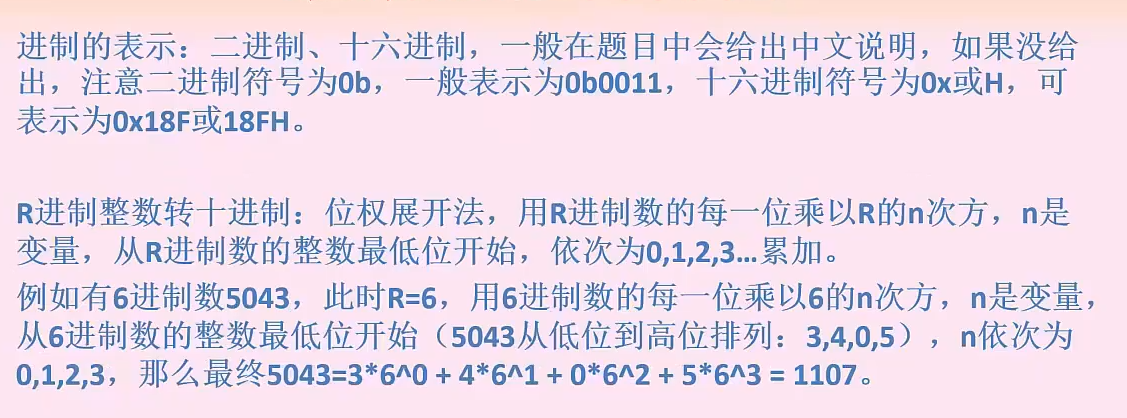 进制的表示：二进制、十六进制，一般在题目中会给出中文说明，如果没给
出，注意二进制符号为0b，一般表示为0b0011，十六进制符号为0x或H，可
表示为0x18F或18FH。
R进制整数转十进制：位权展开法，用R进制数的每一位乘以R的n次方，n是
变量，从R进制数的整数最低位开始，依次为0,1,2,3...累加。
例如有6进制数5043，此时R=6，用6进制数的每一位乘以6的n次方，n是变量，
从6进制数的整数最低位开始（5043从低位到高位排列：3,4,0,5），n依次为
0,1,2,3，那么最终5043=3*6^0 + 4*6^1 + 0*6^2 + 5*6^3 = 1107。